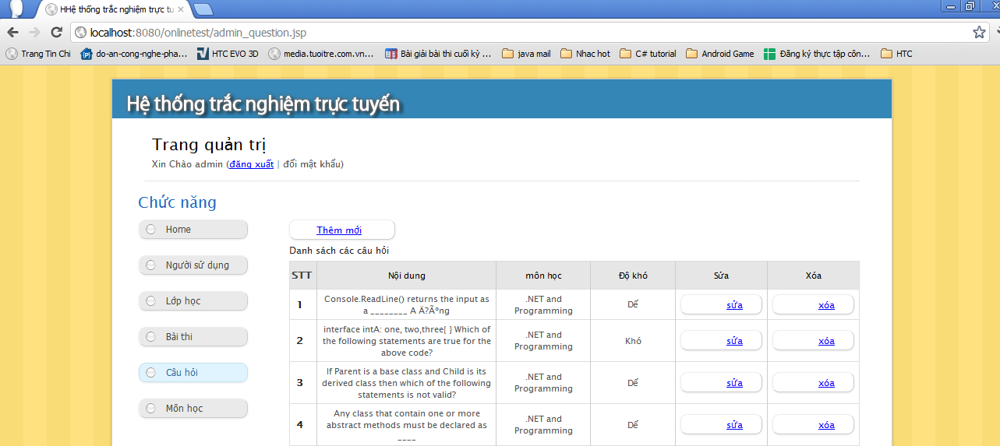 HHệ thống trắc nghiệm trực tu
localhost:8080/onlinetest/admin_question.jsp
Trang Tin Chi do-an-cong-nghe-pha... HTC EVO 3D media.tuoitre.com.vn... Bài giải bài thi cuối kỳ ... java mail Nhac hot C# tutorial Android Game Đăng ký thực tập côn... HTC
Hệ thống trắc nghiệm trực tuyến
Trang quản trị
Xin Chào admin (đăng xuất | đổi mật khẩu)
Chức năng
Home
Người sử dụng
Lớp học
Bài thi
Câu hỏi
Môn học
Thêm mới
Danh sách các câu hỏi
STT Nội dung môn học Độ khó Sửa Xóa
1 Console.ReadLine() returns the input as .NET and Dể sửa xóa
a ________ A Ä?Ãºng Programming
2 interface intA: one, two,three{ } Which of .NET and Khó sửa xóa
the following statements are true for the Programming
above code?
3 If Parent is a base class and Child is its .NET and Dể sửa xóa
derived class then which of the following Programming
statements is not valid?
4 Any class that contain one or more .NET and Dể sửa xóa
abstract methods must be declared as Programming
____